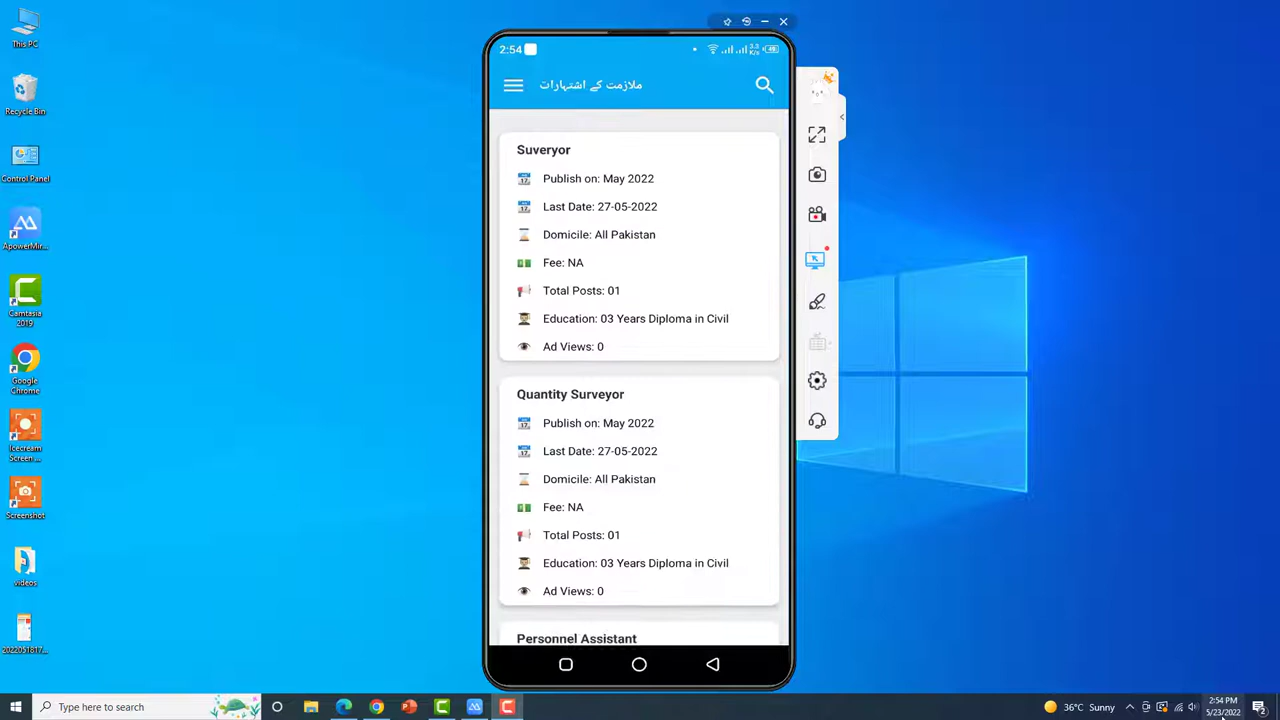 This PC
Recycle Bin
Control Panel
ApowerMir...
Camtasia
2019
Google
Chrome
Icecream
Screen ...
Screenshot
videos
2022051817...
2:54
ملازمت کے اشتہارات
Suveryor
Publish on: May 2022
Last Date: 27-05-2022
Domicile: All Pakistan
Fee: NA
Total Posts: 01
Education: 03 Years Diploma in Civil
Ad Views: 0
Quantity Surveyor
Publish on: May 2022
Last Date: 27-05-2022
Domicile: All Pakistan
Fee: NA
Total Posts: 01
Education: 03 Years Diploma in Civil
Ad Views: 0
Personnel Assistant
Type here to search
36°C Sunny
2:54 PM
5/23/2022